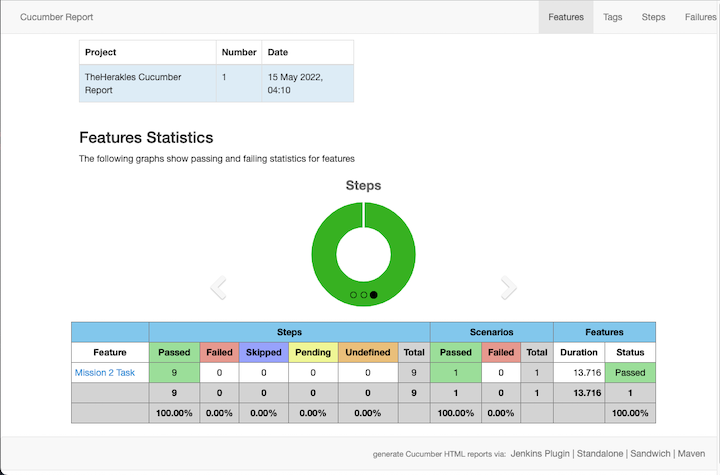 Cucumber Report Features Tags Steps Failures
Project Number Date
TheHerakles Cucumber Report 1 15 May 2022, 04:10
Features Statistics
The following graphs show passing and failing statistics for features
Steps
Steps Scenarios Features
Feature Passed Failed Skipped Pending Undefined Total Passed Failed Total Duration Status
Mission 2 Task 9 0 0 0 0 9 1 0 1 13.716 Passed
9 0 0 0 0 9 1 0 1 13.716 1
100.00% 0.00% 0.00% 0.00% 0.00% 100.00% 0.00% 100.00%
generate Cucumber HTML reports via: Jenkins Plugin | Standalone | Sandwich | Maven